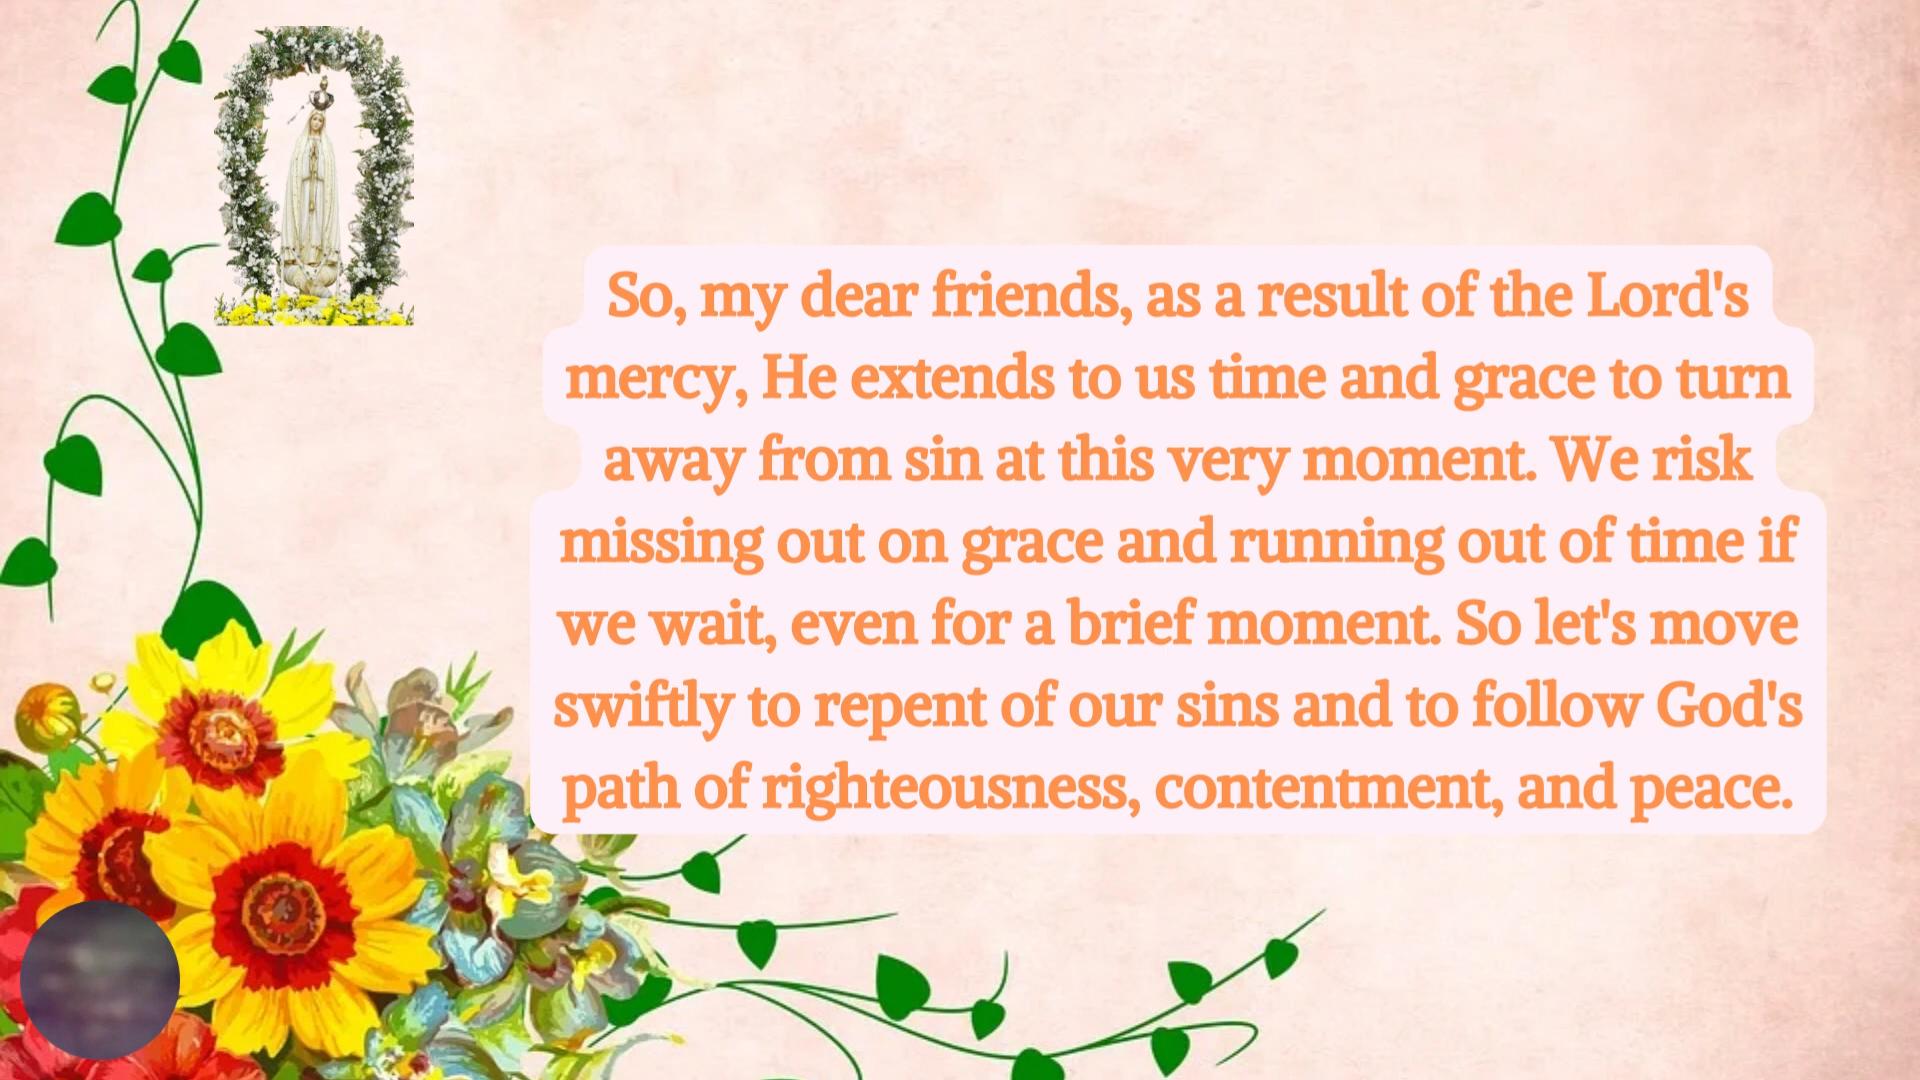 So, my dear friends, as a result of the Lord's
mercy, He extends to us time and grace to turn
away from sin at this very moment. We risk
missing out on grace and running out of time if
we wait, even for a brief moment. So let's move
swiftly to repent of our sins and to follow God's
path of righteousness, contentment, and peace.